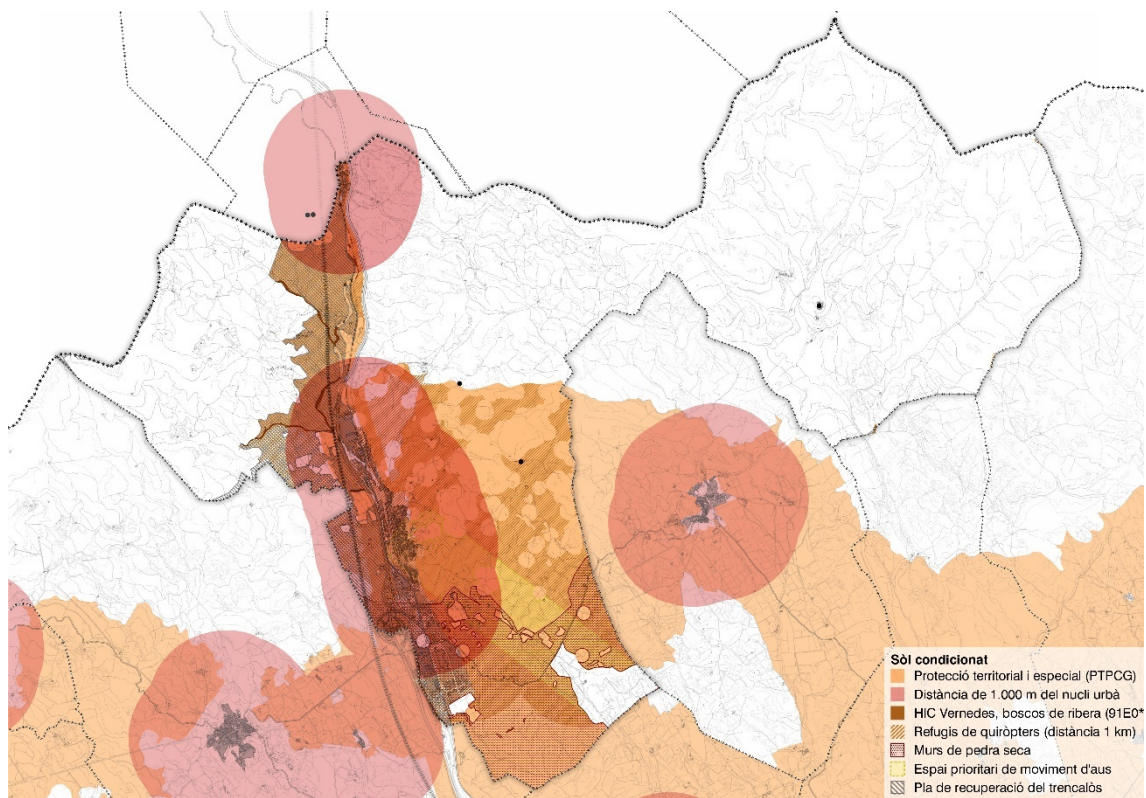 Sòl condicionat
Protecció territorial i especial (PTPCG)
Distància de 1.000 m del nucli urbà
HIC Vernedes, boscos de ribera (91E0*
Refugis de quiròpters (distància 1 km)
Murs de pedra seca
Espai prioritari de moviment d'aus
Pla de recuperació del trencalòs